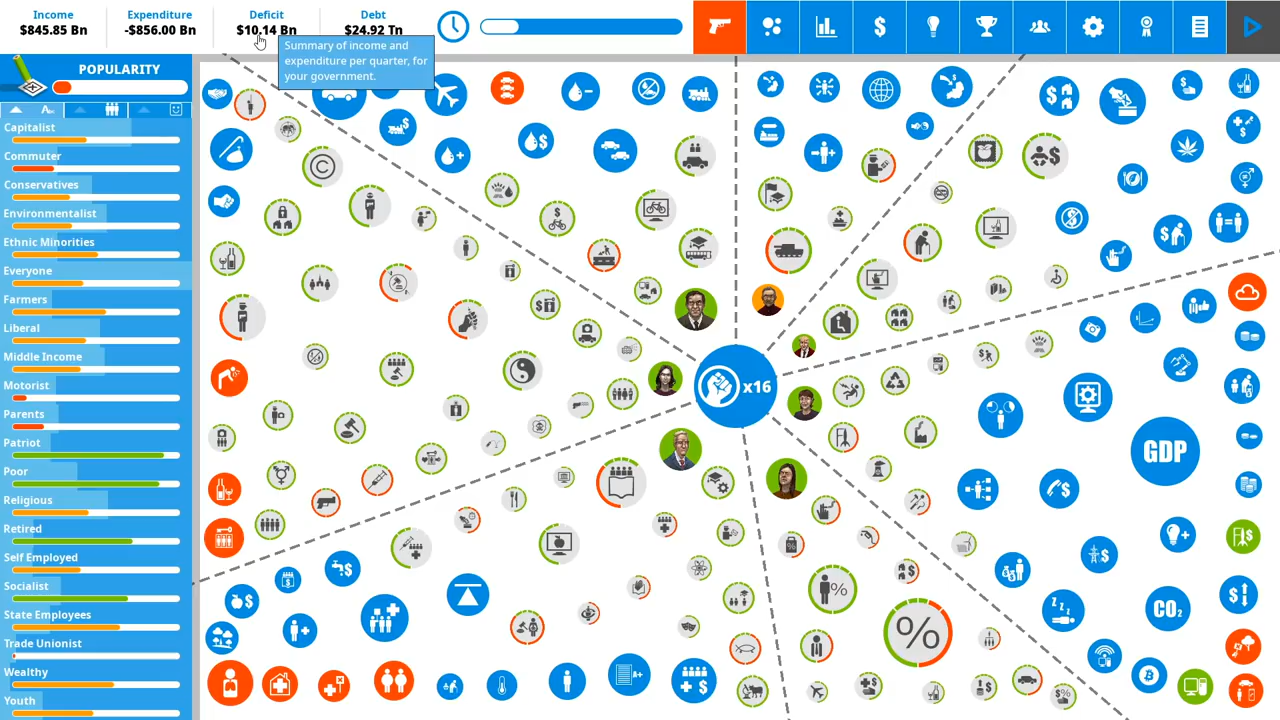 Income
Expenditure
Deficit
Debt
$845.85 Bn
-$856.00 Bn
$10.14 Bn
$24.92 Tn
Summary of income and
expenditure per quarter, for
your government.
POPULARITY
Capitalist
Commuter
Conservatives
Environmentalist
Ethnic Minorities
Everyone
Farmers
Liberal
Middle Income
Motorist
Parents
Patriot
Poor
Religious
Retired
Self Employed
Socialist
State Employees
Trade Unionist
Wealthy
Youth
x16
GDP
CO₂